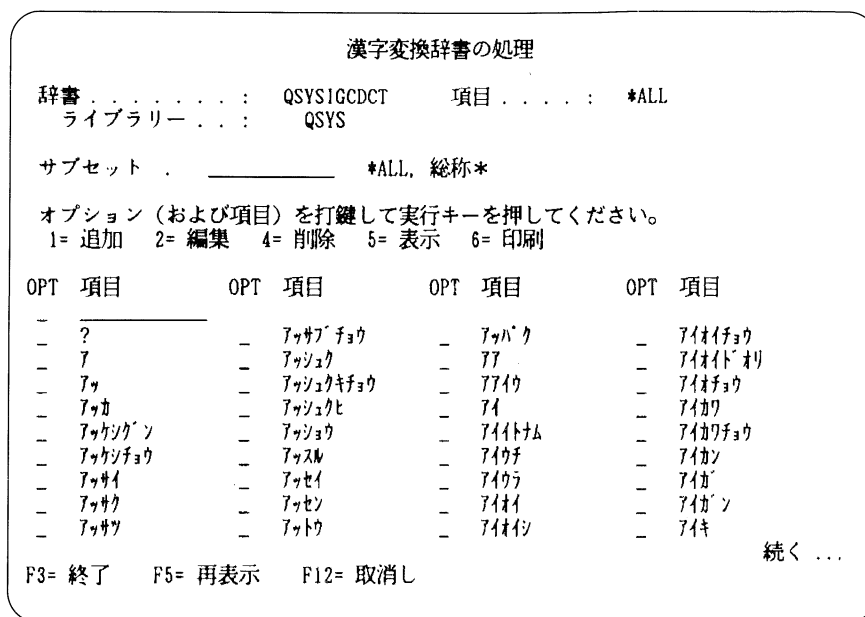 漢字変換辞書の処理
辞書 . . . . . . . : QSYSIGCDCT 項目 . . . . : *ALL
ライブラリー . . : QSYS
サブセット . ____________ *ALL, 総称*
オプション（および項目）を打鍵して実行キーを押してください。
1= 追加 2= 編集 4= 削除 5= 表示 6= 印刷
OPT 項目 OPT 項目 OPT 項目 OPT 項目
_ ____________
_ ? _ アッサブチョウ _ アッパク _ アイオイチョウ
_ ア _ アッシュク _ アア _ アイオイドオリ
_ アッ _ アッシュクキチョウ _ アアイウ _ アイオチョウ
_ アッカ _ アッシュクヒ _ アイ _ アイカワ
_ アッケシグン _ アッショウ _ アイイトナム _ アイカワチョウ
_ アッケシチョウ _ アッスル _ アイウチ _ アイカン
_ アッサイ _ アッセイ _ アイウラ _ アイガ
_ アッサク _ アッセン _ アイオイ _ アイガン
_ アッサツ _ アットウ _ アイオイシ _ アイキ
続く ...
F3= 終了 F5= 再表示 F12= 取消し